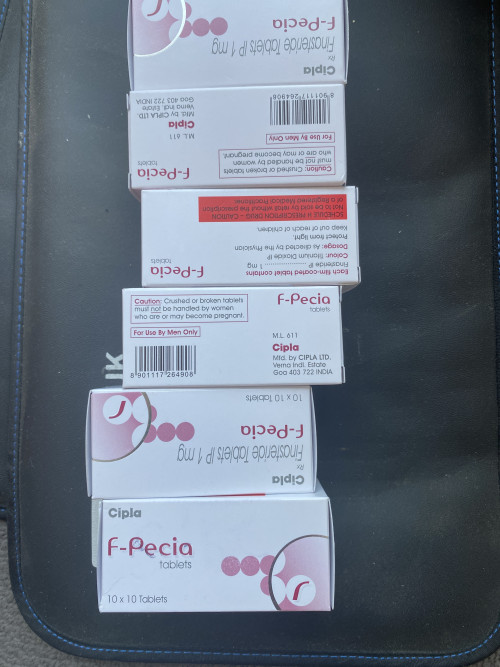 Cipla
Rx
Finasteride Tablets IP 1 mg
F-Pecia
F-Pecia
tablets
Caution: Crushed or broken tablets
must not be handled by women
who are or may become pregnant.
For Use By Men Only
M.L. 611
Cipla
Mfd. by CIPLA LTD.
Verna Indl. Estate
Goa 403 722 INDIA
8 901117 264908
F-Pecia
tablets
Each film-coated tablet contains:
Finasteride IP ................. 1 mg
Colour: Titanium Dioxide IP
Dosage: As directed by the Physician
Protect from light.
Keep out of reach of children
SCHEDULE H PRESCRIPTION DRUG - CAUTION
Not to be sold by retail without the prescription
of a Registered Medical Practitioner.
Caution: Crushed or broken tablets
must not be handled by women
who are or may become pregnant.
For Use By Men Only
8 901117 264908
F-Pecia
tablets
M.L. 611
Cipla
Mfd. by CIPLA LTD.
Verna Indl. Estate
Goa 403 722 INDIA
Cipla
Rx
Finasteride Tablets IP 1 mg
F-Pecia
10 x 10 Tablets
Cipla
F-Pecia
tablets
10 x 10 Tablets